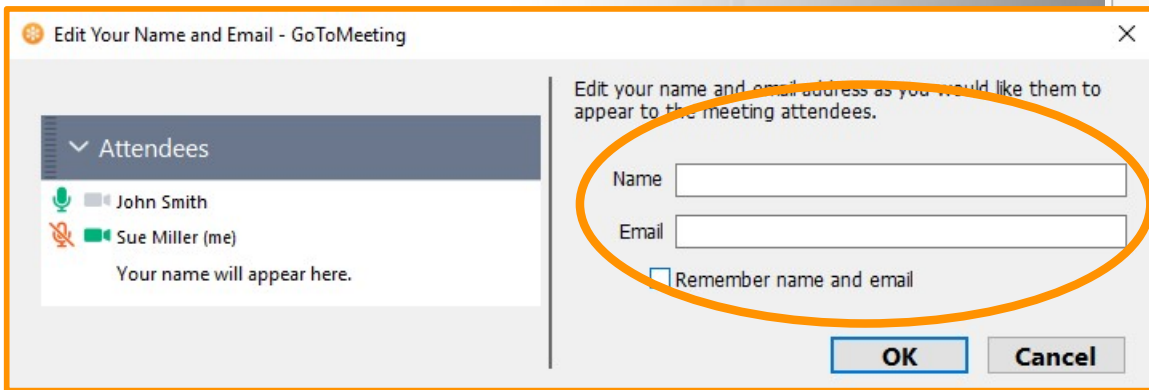 Edit Your Name and Email - GoToMeeting
Attendees
John Smith
Sue Miller (me)
Your name will appear here.
Edit your name and email address as you would like them to
appear to the meeting attendees.
Name
Email
Remember name and email
OK
Cancel